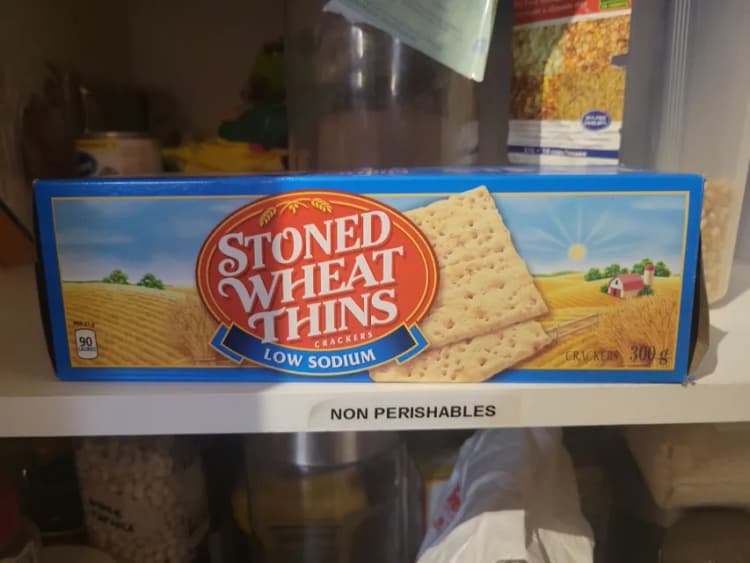 STONED
WHEAT
THINS
CRACKERS
LOW SODIUM
90
CRACKERS 300 g
NON PERISHABLES